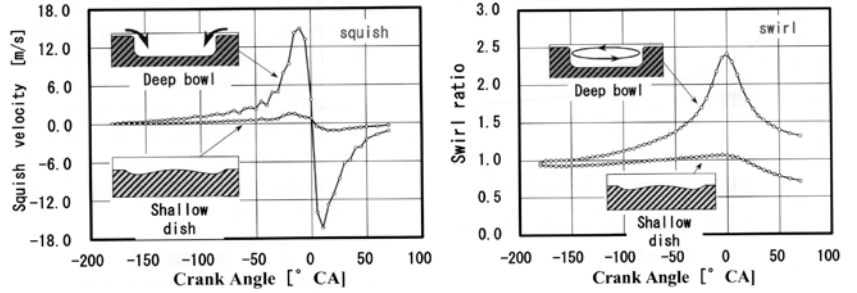 squish
Squish velocity [m/s]
18.0
12.0
6.0
0.0
-6.0
-12.0
-18.0
Deep bowl
Shallow
dish
-200
-150
-100
-50
0
50
100
Crank Angle [° CA]
swirl
Swirl ratio
3.0
2.5
2.0
1.5
1.0
0.5
0.0
Deep bowl
Shallow
dish
-200
-150
-100
-50
0
50
100
Crank Angle [° CA]